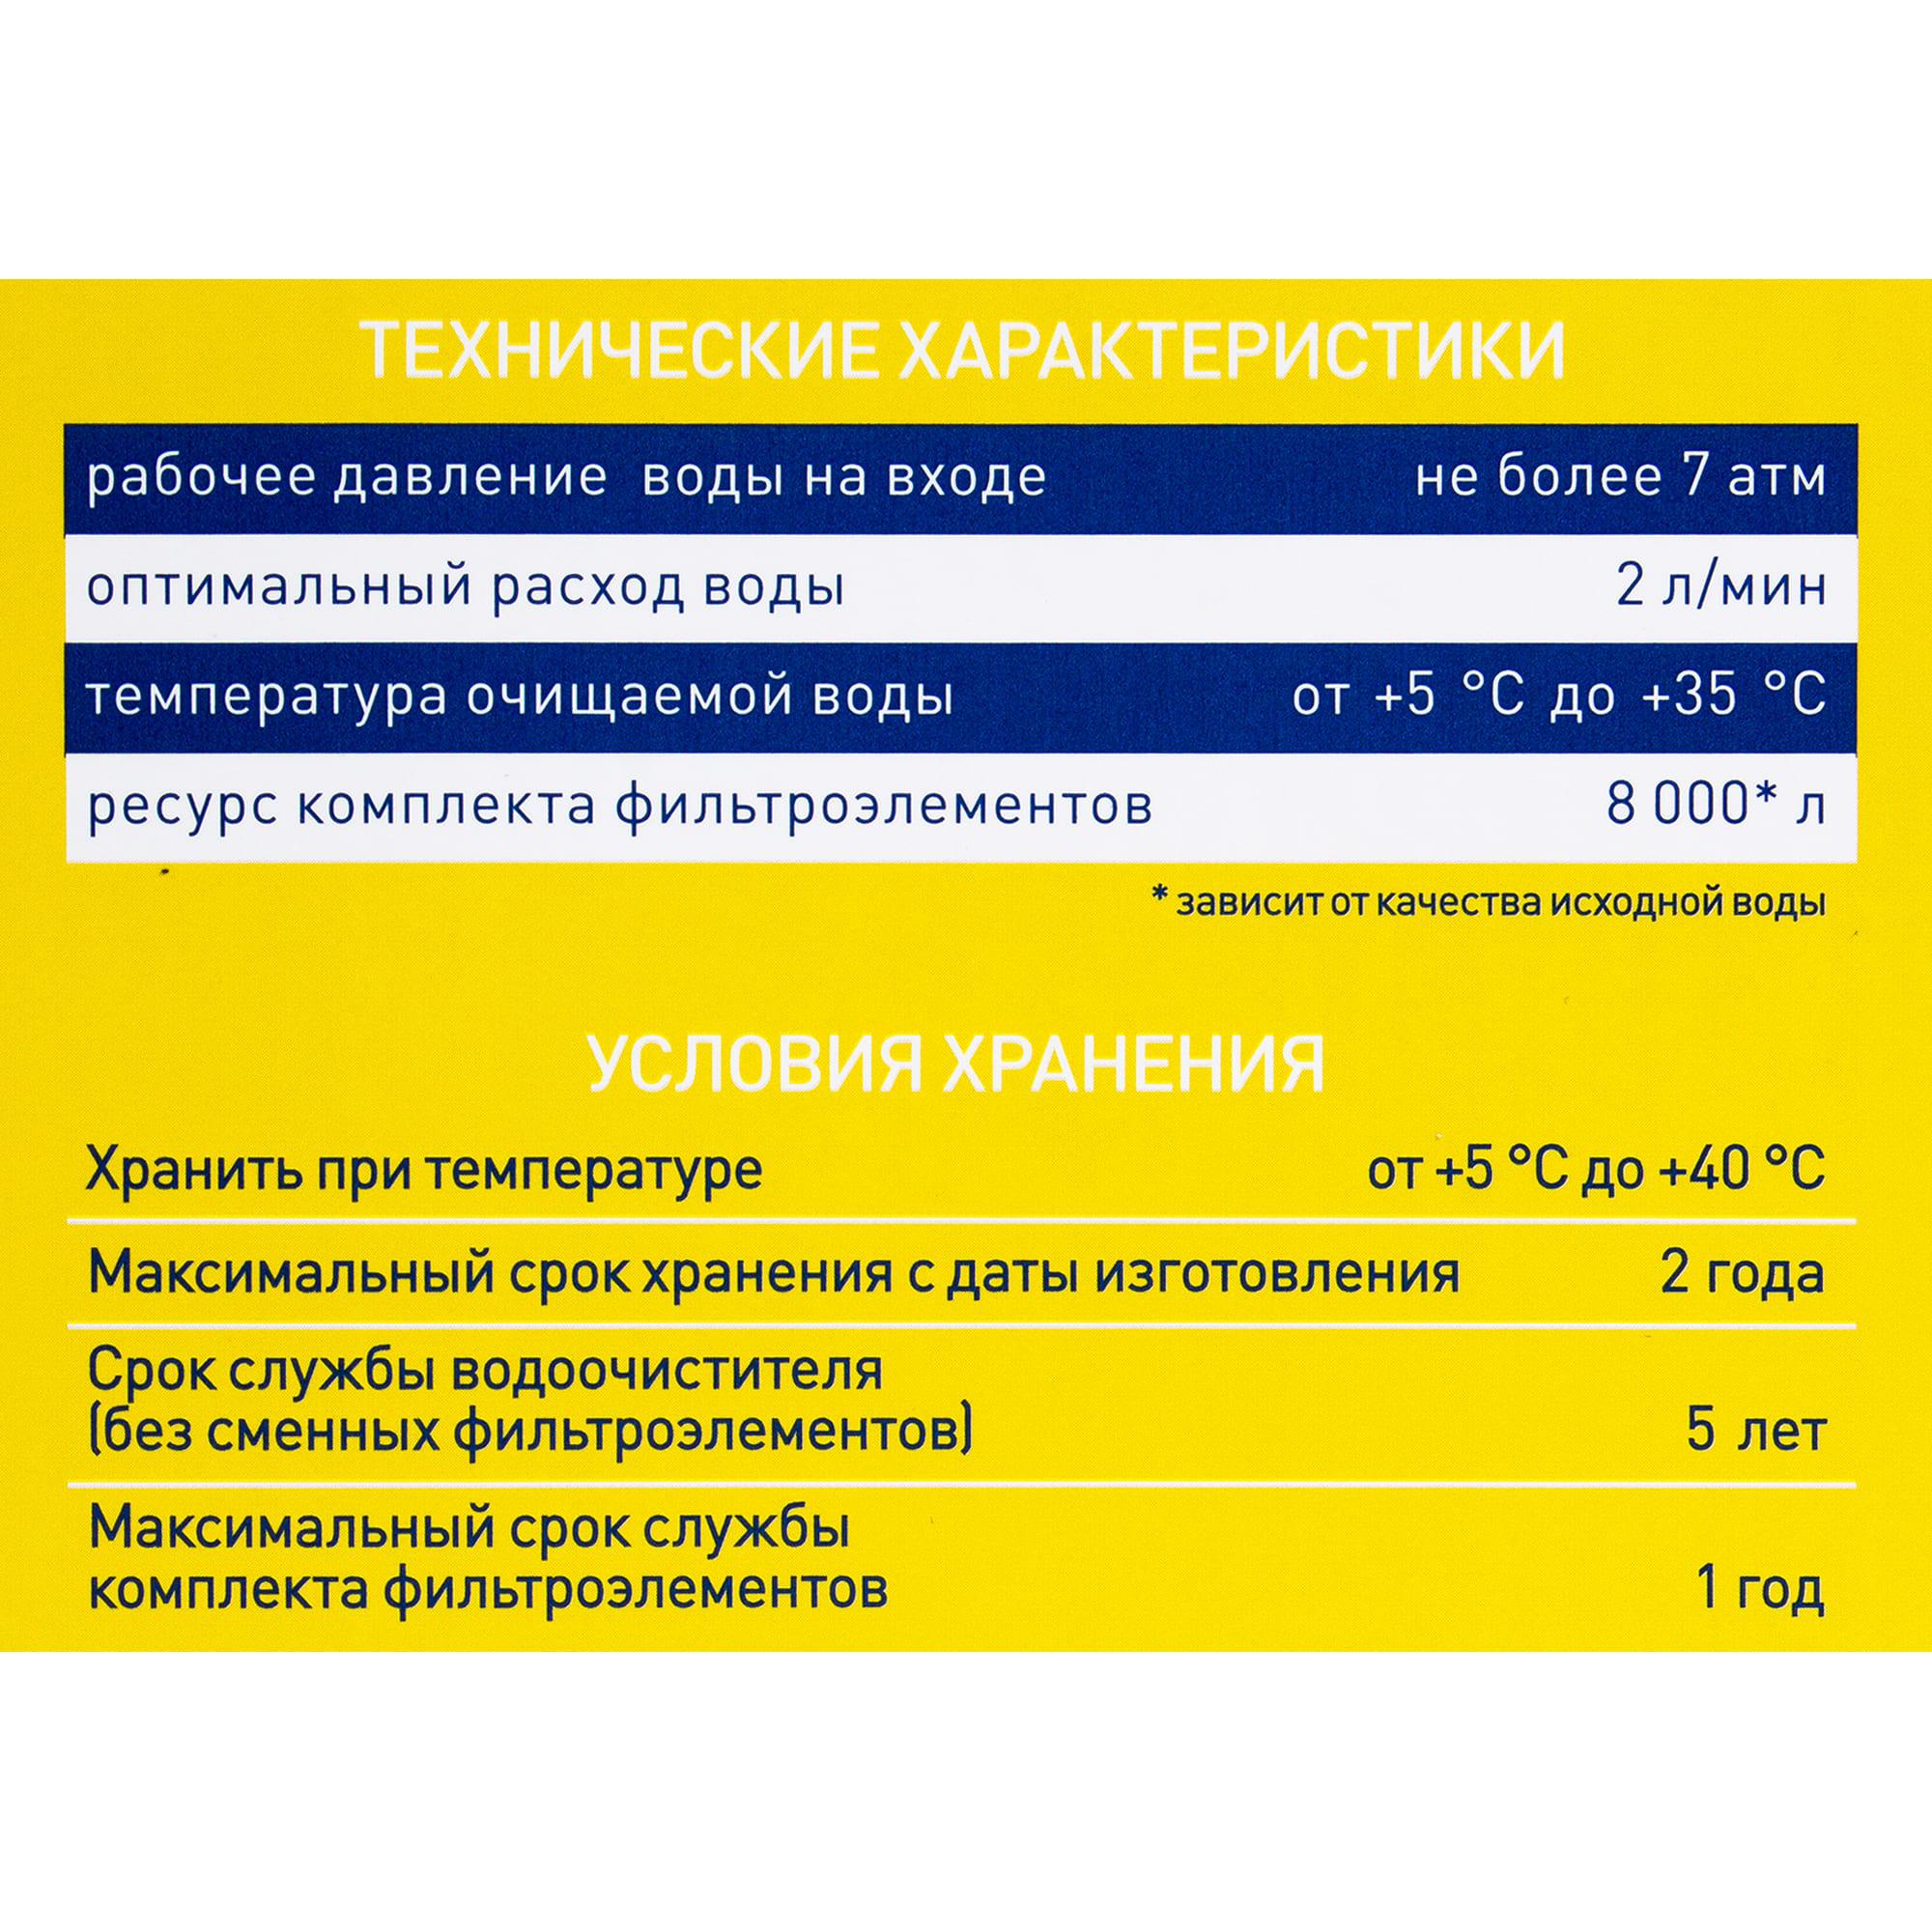 ТЕХНИЧЕСКИЕ ХАРАКТЕРИСТИКИ
рабочее давление воды на входе не более 7 атм
оптимальный расход воды 2 л/мин
температура очищаемой воды от +5 °C до +35 °C
ресурс комплекта фильтроэлементов 8 000* л
* зависит от качества исходной воды
УСЛОВИЯ ХРАНЕНИЯ
Хранить при температуре от +5 °C до +40 °C
Максимальный срок хранения с даты изготовления 2 года
Срок службы водоочистителя
(без сменных фильтроэлементов) 5 лет
Максимальный срок службы
комплекта фильтроэлементов 1 год